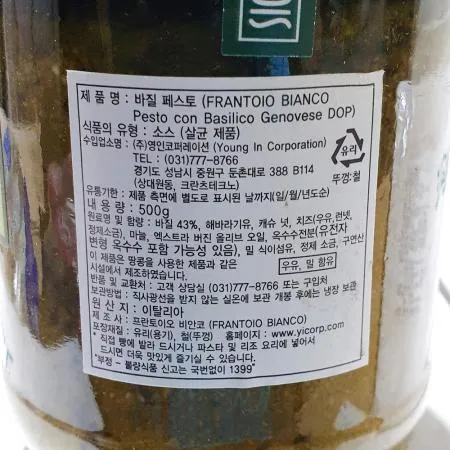 제 품 명 : 바질 페스토 (FRANTOIO BIANCO
Pesto con Basilico Genovese DOP)
식품의 유형 : 소스 (살균 제품)
수입업소명 : (주)영인코퍼레이션 (Young In Corporation)
TEL : (031)777-8766
경기도 성남시 중원구 둔촌대로 388 B114
(상대원동, 크란츠테크노)
유리
뚜껑:철
유통기한 : 제품 측면에 별도로 표시된 날까지(일/월/년도순)
내 용 량 : 500g
원료명 및 함량 : 바질 43%, 해바라기유, 캐슈 넛, 치즈(우유,렌넷,
정제소금), 마늘, 엑스트라 버진 올리브 오일, 옥수수전분(유전자
변형 옥수수 포함 가능성 있음), 밀 식이섬유, 정제 소금, 구연산
이 제품은 땅콩을 사용한 제품과 같은
우유, 밀 함유
시설에서 제조하였습니다.
반품 및 교환처 : 고객 상담실 (031)777-8766 또는 구입처
보관방법 : 직사광선을 받지 않는 실온에 보관 개봉 후에는 냉장 보관
원 산 지 : 이탈리아
제 조 사 : 프란토이오 비안코 (FRANTOIO BIANCO)
포장재질 : 유리(용기), 철(뚜껑) 홈페이지 : www.yicorp.com
* 직접 빵에 발라 드시거나 파스타 및 리조 요리에 넣어서
드시면 더욱 맛있게 즐기실 수 있습니다.
*부정 - 불량식품 신고는 국번없이 1399*